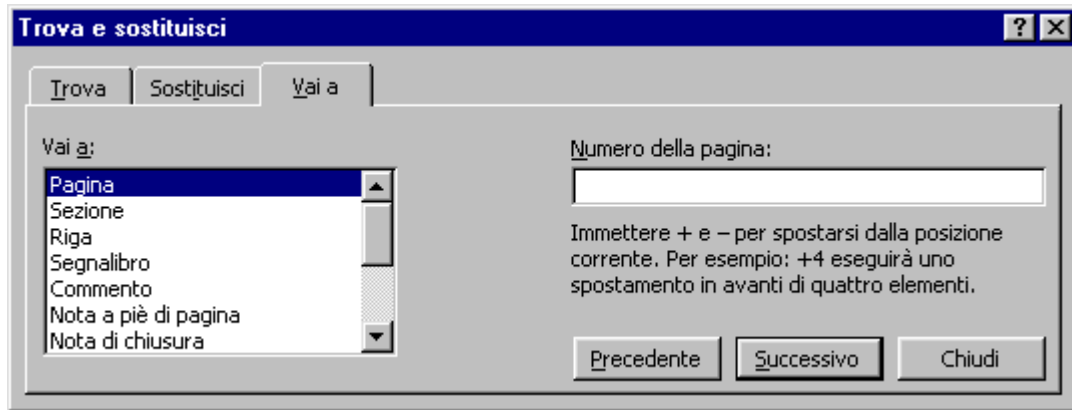 Trova e sostituisci
Trova Sostituisci Vai a
Vai a:
Pagina
Sezione
Riga
Segnalibro
Commento
Nota a piè di pagina
Nota di chiusura
Numero della pagina:
Immettere + e – per spostarsi dalla posizione
corrente. Per esempio: +4 eseguirà uno
spostamento in avanti di quattro elementi.
Precedente Successivo Chiudi